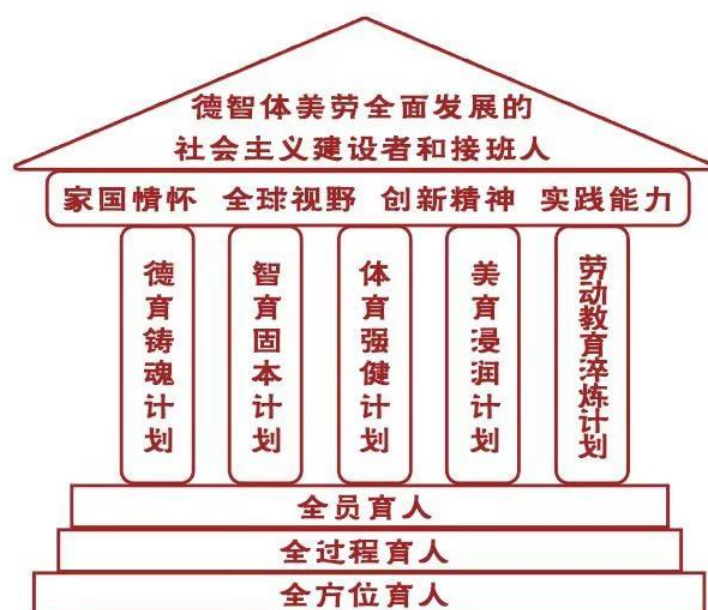 德智体美劳全面发展的
社会主义建设者和接班人
家国情怀 全球视野 创新精神 实践能力
德育铸魂计划
智育固本计划
体育强健计划
美育浸润计划
劳动教育淬炼计划
全员育人
全过程育人
全方位育人